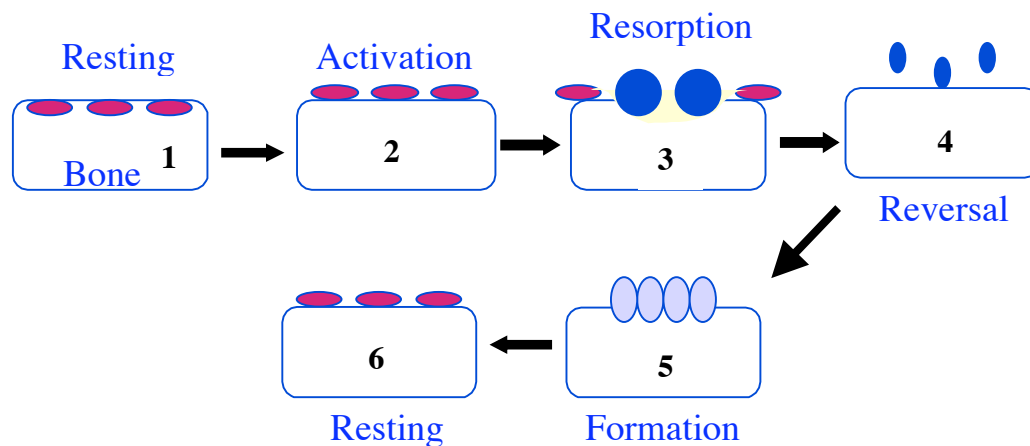 Resting
Activation
Resorption
Bone
1
2
3
4
Reversal
6
5
Resting
Formation